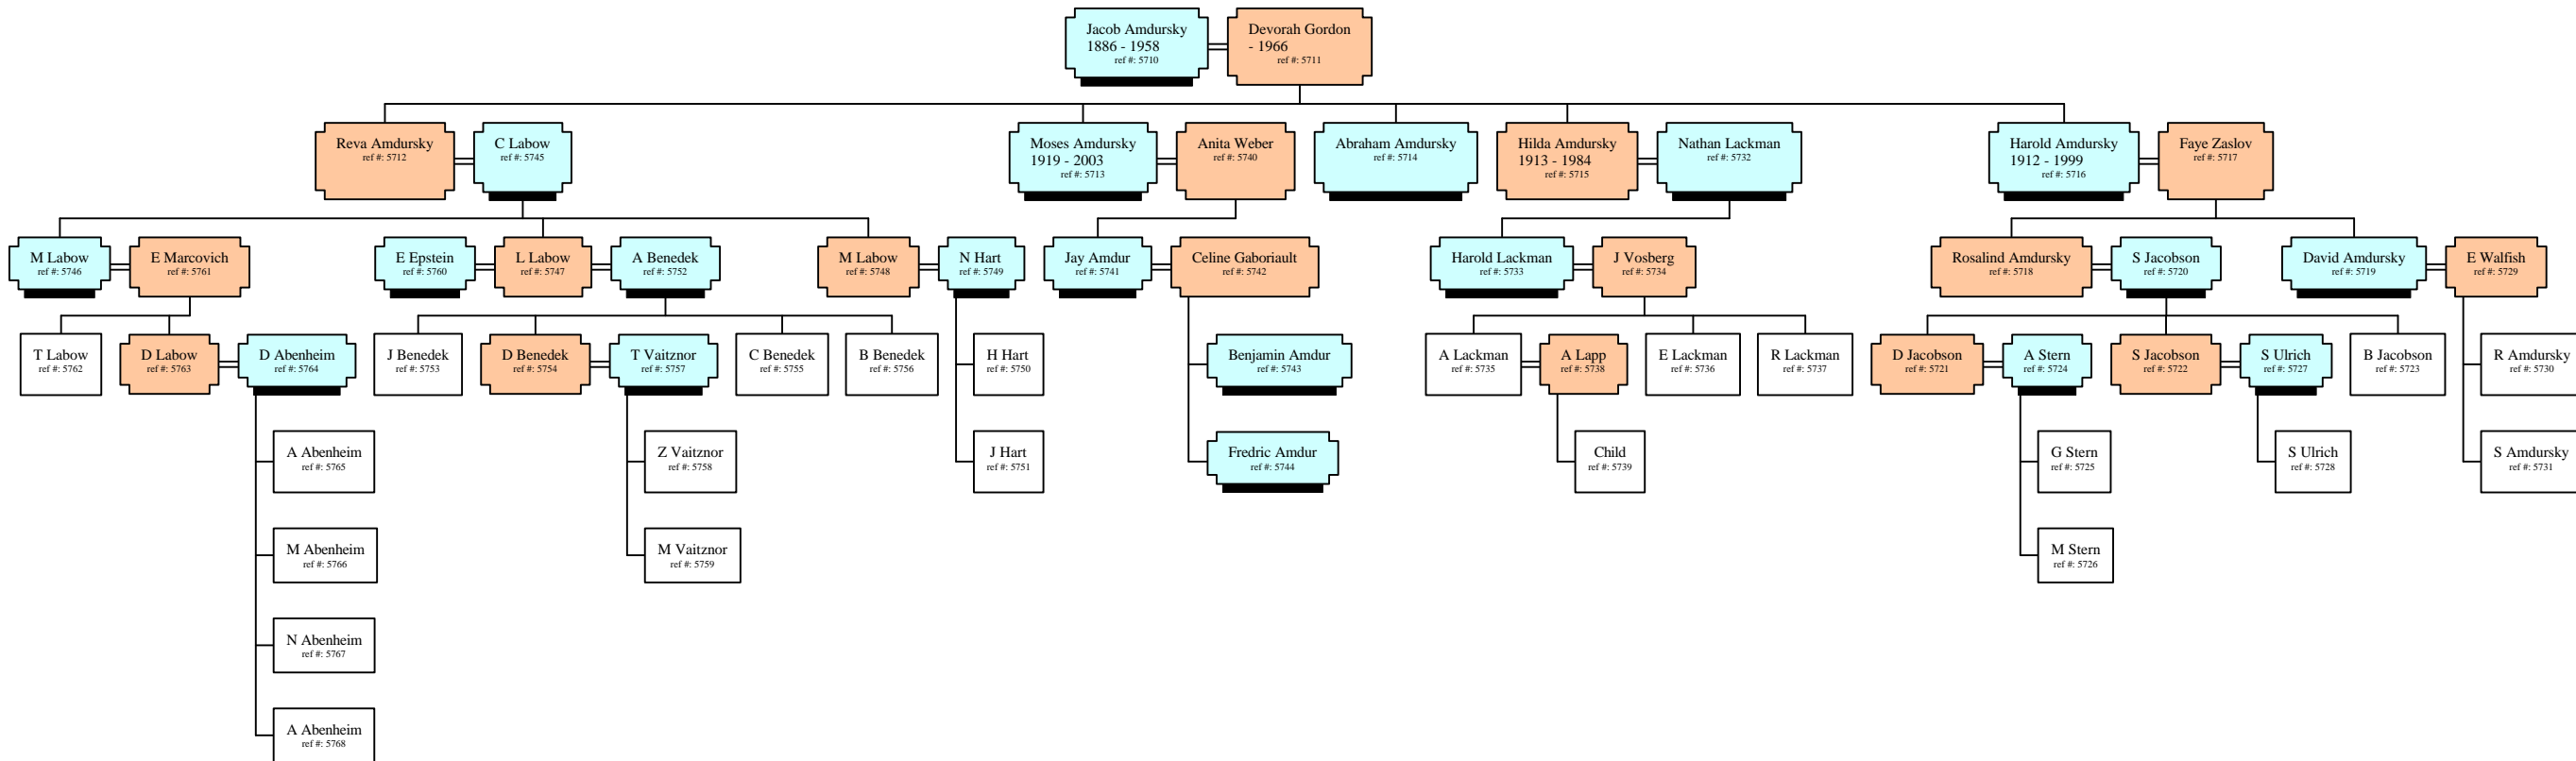 Jacob Amdursky
1886 - 1958
ref #: 5710
Devorah Gordon
- 1966
ref #: 5711
Reva Amdursky
ref #: 5712
C Labow
ref #: 5745
Moses Amdursky
1919 - 2003
ref #: 5713
Anita Weber
ref #: 5740
Abraham Amdursky
ref #: 5714
Hilda Amdursky
1913 - 1984
ref #: 5715
Nathan Lackman
ref #: 5732
Harold Amdursky
1912 - 1999
ref #: 5716
Faye Zaslov
ref #: 5717
M Labow
ref #: 5746
E Marcovich
ref #: 5761
E Epstein
ref #: 5760
L Labow
ref #: 5747
A Benedek
ref #: 5752
M Labow
ref #: 5748
N Hart
ref #: 5749
Jay Amdur
ref #: 5741
Celine Gaboriault
ref #: 5742
Harold Lackman
ref #: 5733
J Vosberg
ref #: 5734
Rosalind Amdursky
ref #: 5718
S Jacobson
ref #: 5720
David Amdursky
ref #: 5719
E Walfish
ref #: 5729
T Labow
ref #: 5762
D Labow
ref #: 5763
D Abenheim
ref #: 5764
J Benedek
ref #: 5753
D Benedek
ref #: 5754
T Vaitznor
ref #: 5757
C Benedek
ref #: 5755
B Benedek
ref #: 5756
H Hart
ref #: 5750
Benjamin Amdur
ref #: 5743
A Lackman
ref #: 5735
A Lapp
ref #: 5738
E Lackman
ref #: 5736
R Lackman
ref #: 5737
D Jacobson
ref #: 5721
A Stern
ref #: 5724
S Jacobson
ref #: 5722
S Ulrich
ref #: 5727
B Jacobson
ref #: 5723
R Amdursky
ref #: 5730
A Abenheim
ref #: 5765
Z Vaitznor
ref #: 5758
J Hart
ref #: 5751
Fredric Amdur
ref #: 5744
Child
ref #: 5739
G Stern
ref #: 5725
S Ulrich
ref #: 5728
S Amdursky
ref #: 5731
M Abenheim
ref #: 5766
M Vaitznor
ref #: 5759
M Stern
ref #: 5726
N Abenheim
ref #: 5767
A Abenheim
ref #: 5768